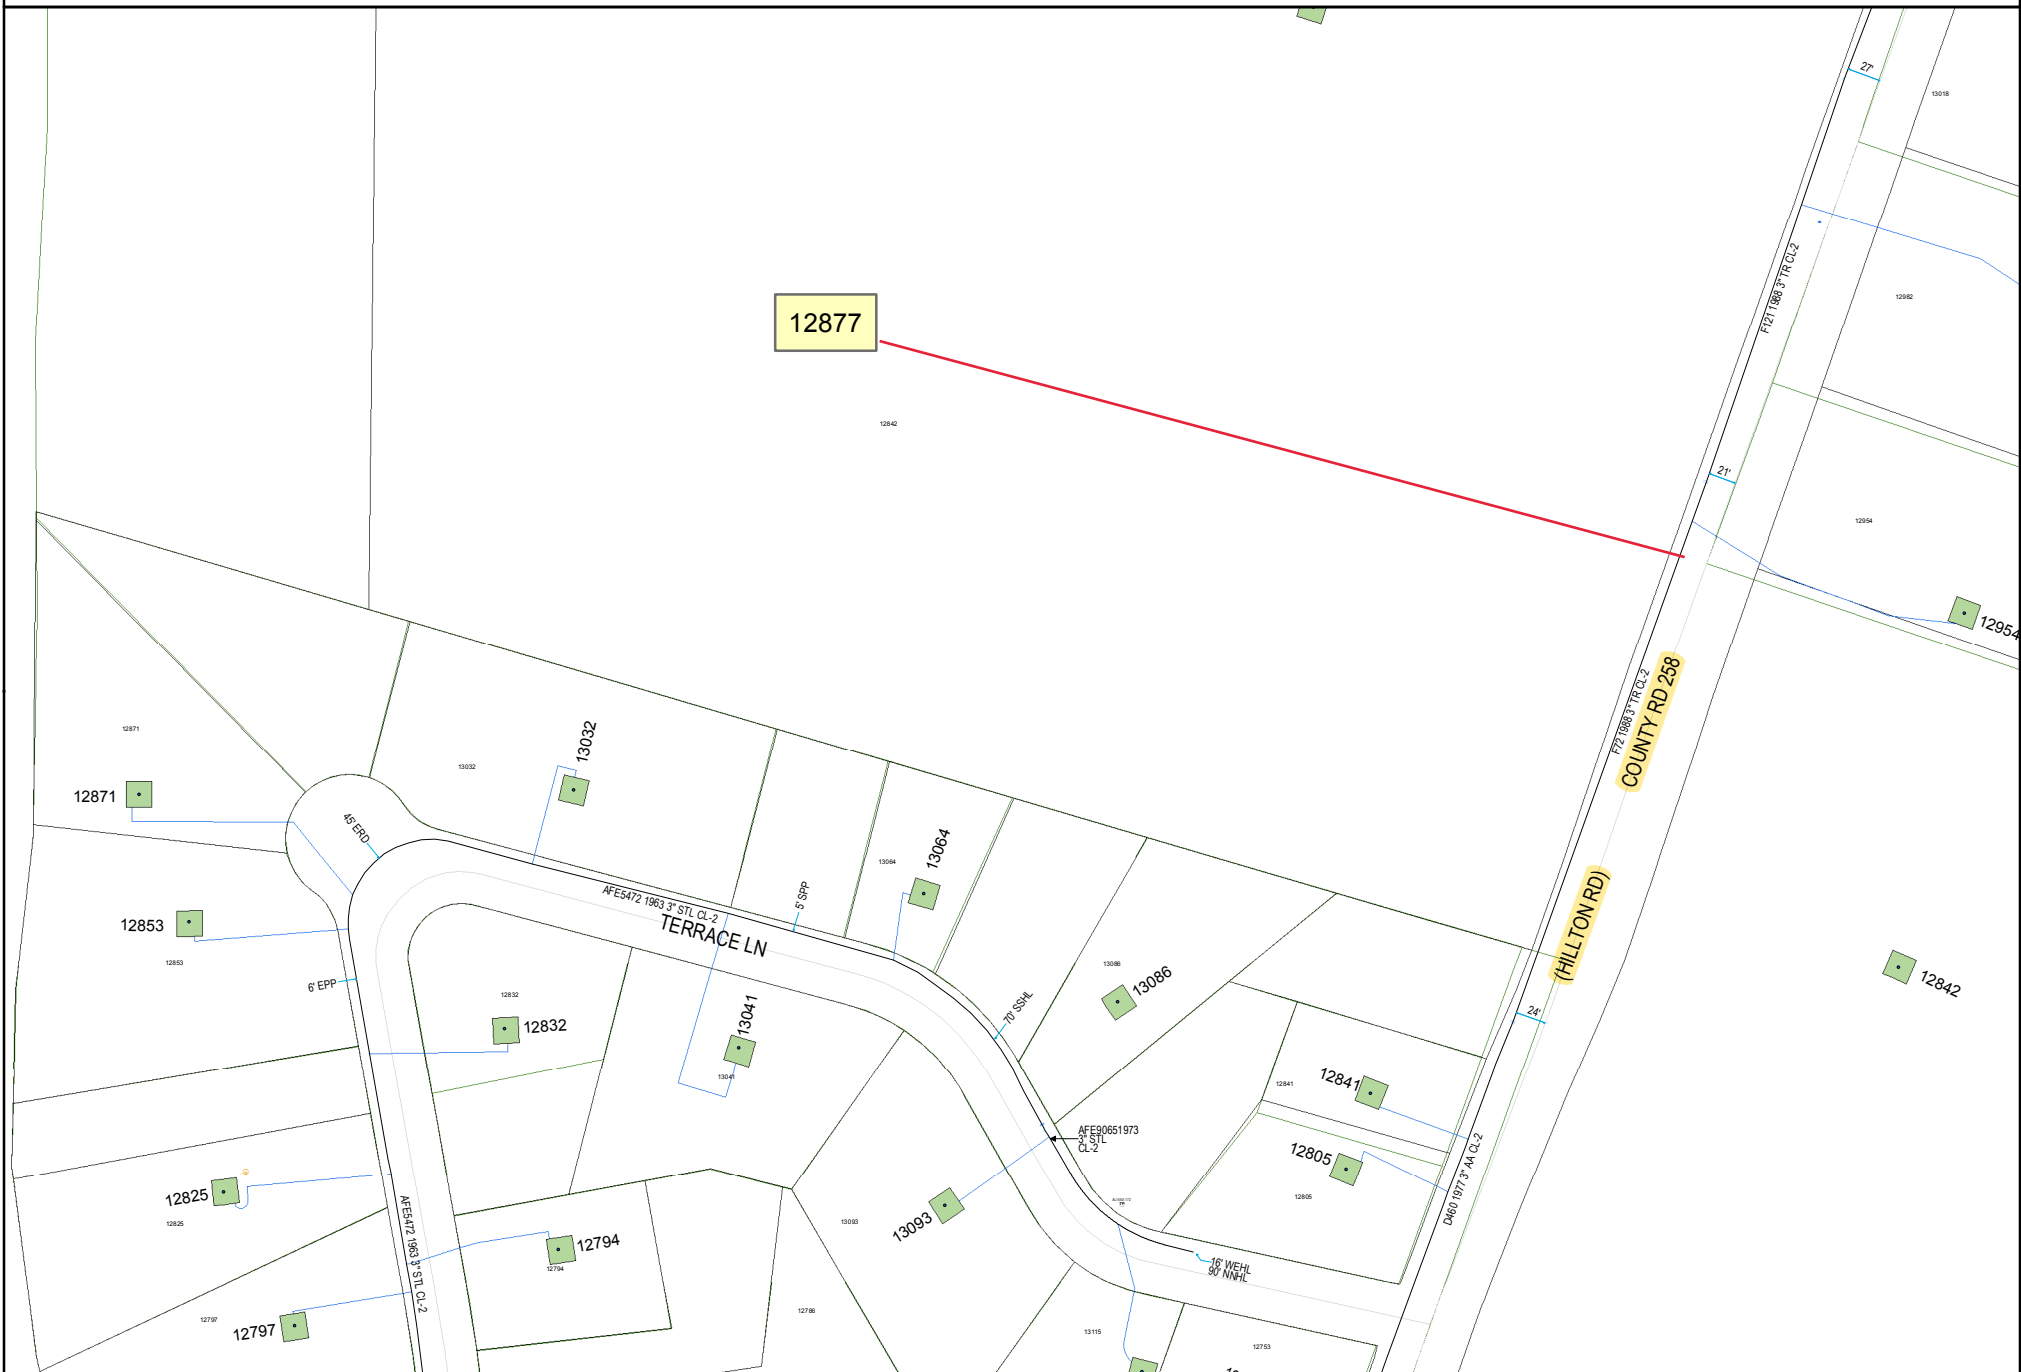 27'
13018
F121 1988 3" TR CL-2
12982
12877
12842
21'
12954
12954
COUNTY RD 258
F72 1988 3" TR CL-2
12871
13032
13032
12871
45' ERD
AFE5472 1963 3" STL CL-2
TERRACE LN
5' SPP
13064
13064
(HILLTON RD)
12853
12853
6' EPP
12832
12832
13041
13041
70' SSHL
13086
13086
12842
24'
12841
12841
AFE90651973
3" STL
CL-2
12805
12805
D460 1977 3" AA CL-2
12825
12825
AFE5472 1963 3" STL CL-2
12794
12794
13093
13093
16' WEHL
90' NNHL
12797
12797
12786
13115
12753